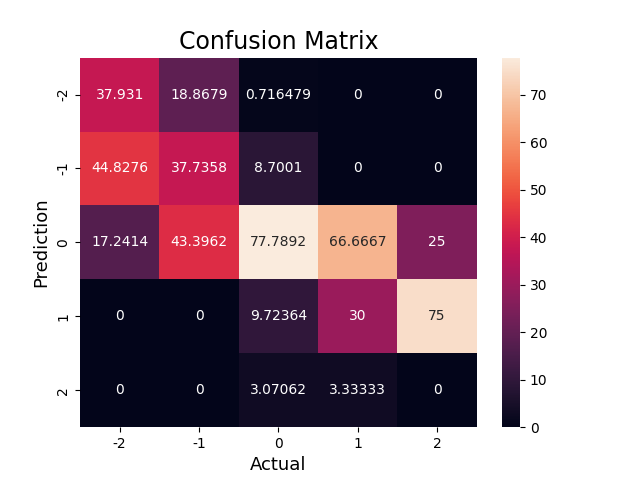 Confusion Matrix
Prediction
-2 37.931 18.8679 0.716479 0 0
-1 44.8276 37.7358 8.7001 0 0
0 17.2414 43.3962 77.7892 66.6667 25
1 0 0 9.72364 30 75
2 0 0 3.07062 3.33333 0
-2 -1 0 1 2
Actual
70
60
50
40
30
20
10
0